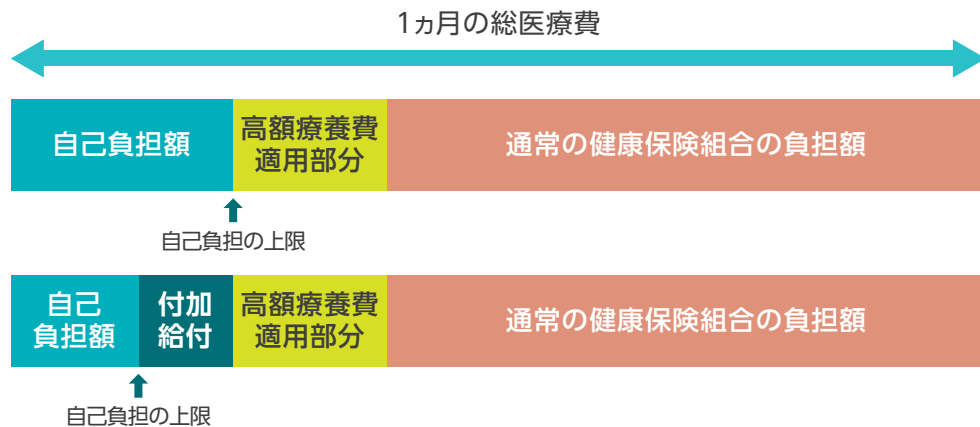 1ヵ月の総医療費
自己負担額
高額療養費
適用部分
通常の健康保険組合の負担額
自己負担の上限
自己
負担額
付加
給付
高額療養費
適用部分
通常の健康保険組合の負担額
自己負担の上限